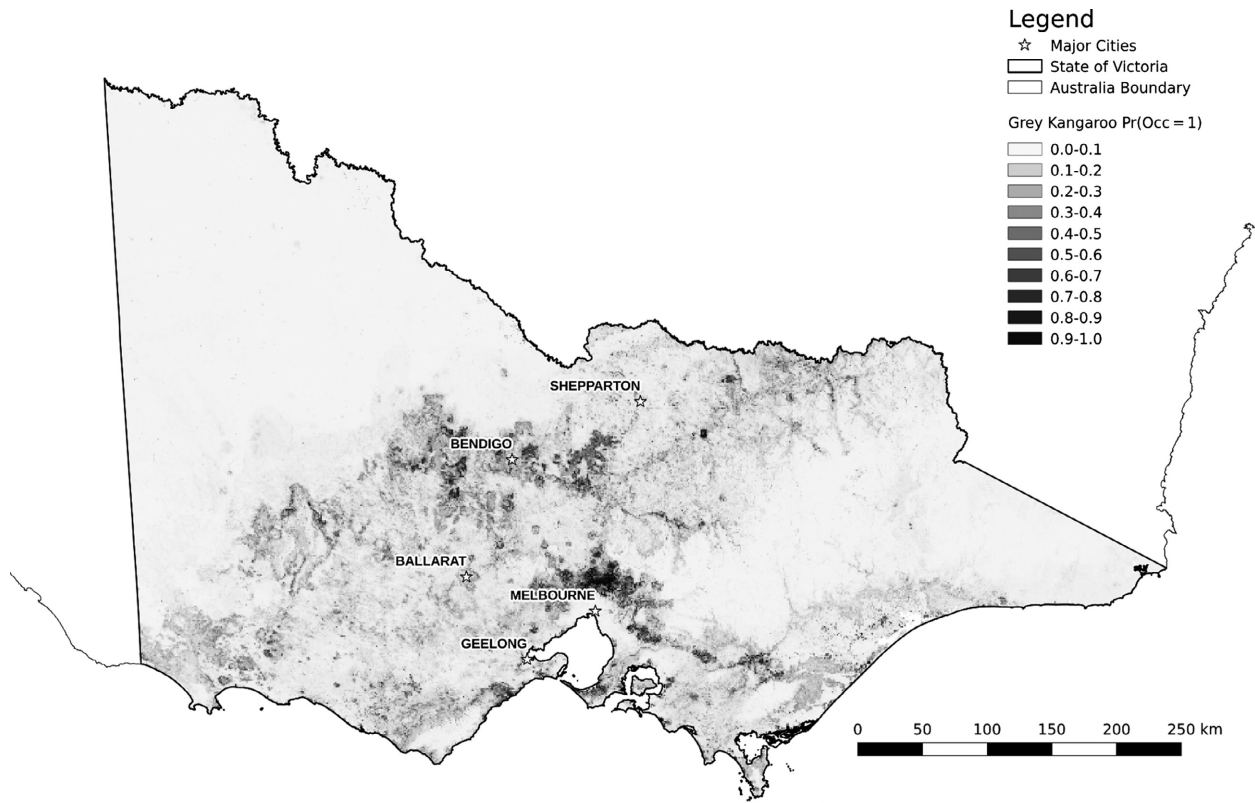 Legend
Major Cities
State of Victoria
Australia Boundary
Grey Kangaroo Pr(Occ = 1)
0.0-0.1
0.1-0.2
0.2-0.3
0.3-0.4
0.4-0.5
0.5-0.6
0.6-0.7
0.7-0.8
0.8-0.9
0.9-1.0
SHEPPARTON
BENDIGO
BALLARAT
MELBOURNE
GEELONG
0 50 100 150 200 250 km